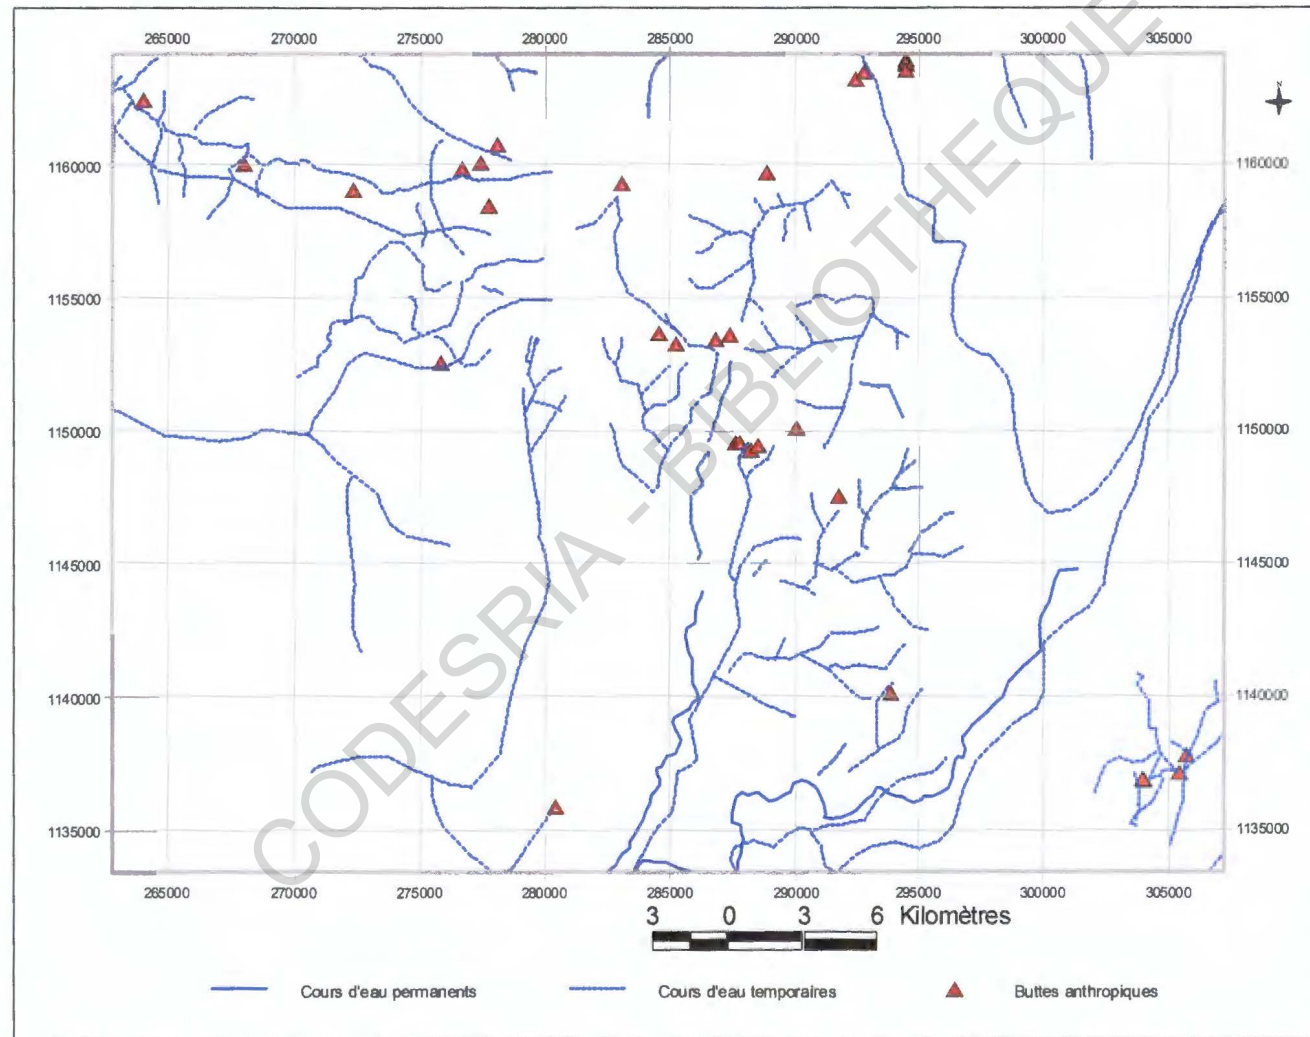 265000 270000 275000 280000 285000 290000 295000 300000 305000
N
1160000 1160000
1155000 1155000
1150000 1150000
1145000 1145000
1140000 1140000
1135000 1135000
265000 270000 275000 280000 285000 290000 295000 300000 305000
3 0 3 6 Kilomètres
Cours d'eau permanents Cours d'eau temporaires Buttes anthropiques
CODESRIA - BIBLIOTHEQUE